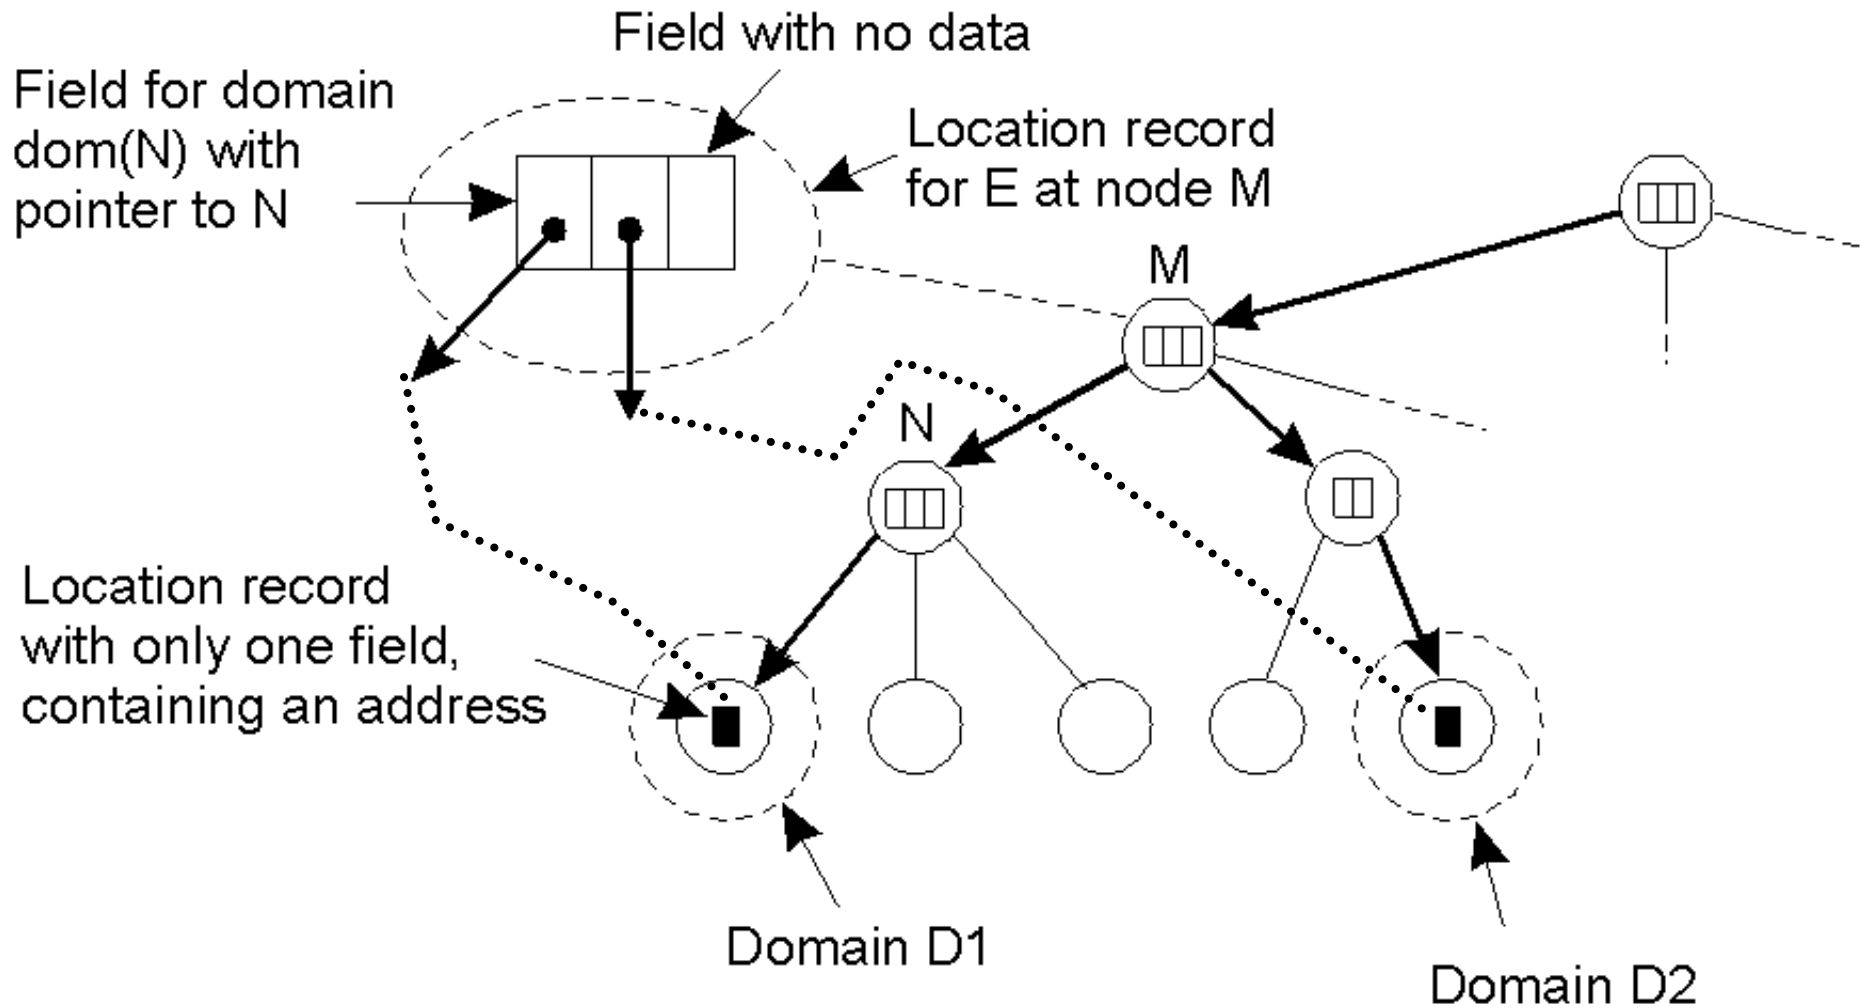 Field with no data
Field for domain
dom(N) with
pointer to N
Location record
for E at node M
M
N
Location record
with only one field,
containing an address
Domain D1
Domain D2